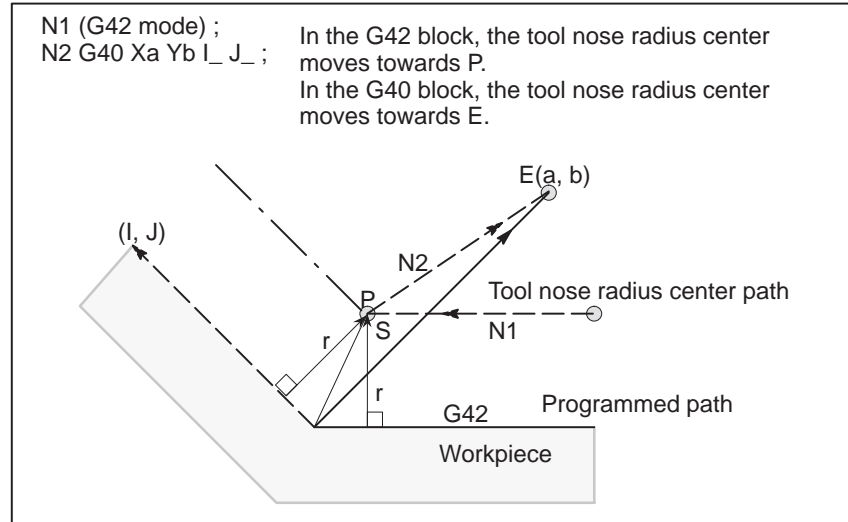 N1 (G42 mode) ;
N2 G40 Xa Yb I_ J_ ;
In the G42 block, the tool nose radius center
moves towards P.
In the G40 block, the tool nose radius center
moves towards E.
E(a, b)
(I, J)
N2
P
Tool nose radius center path
S
N1
r
r
G42
Programmed path
Workpiece